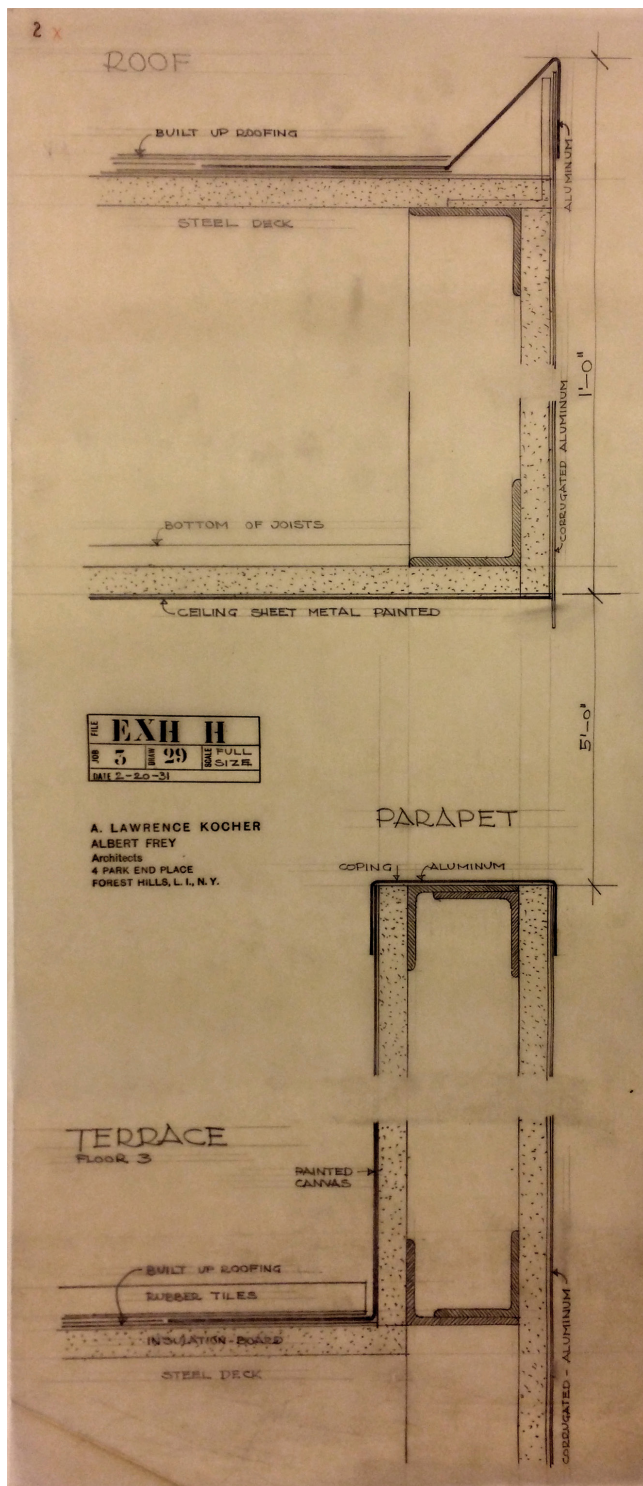 2 x
ROOF
BUILT UP ROOFING
ALUMINUM
STEEL DECK
1'-0"
CORRUGATED ALUMINUM
BOTTOM OF JOISTS
CEILING SHEET METAL PAINTED
5'-0"
FILE EXH H
JOB 3 DRAW 29 SCALE FULL SIZE
DATE 2-20-31
A. LAWRENCE KOCHER
ALBERT FREY
Architects
4 PARK END PLACE
FOREST HILLS, L. I., N. Y.
PARAPET
COPING
ALUMINUM
TERRACE
FLOOR 3
PAINTED
CANVAS
BUILT UP ROOFING
RUBBER TILES
INSULATION-BOARD
STEEL DECK
CORRUGATED - ALUMINUM